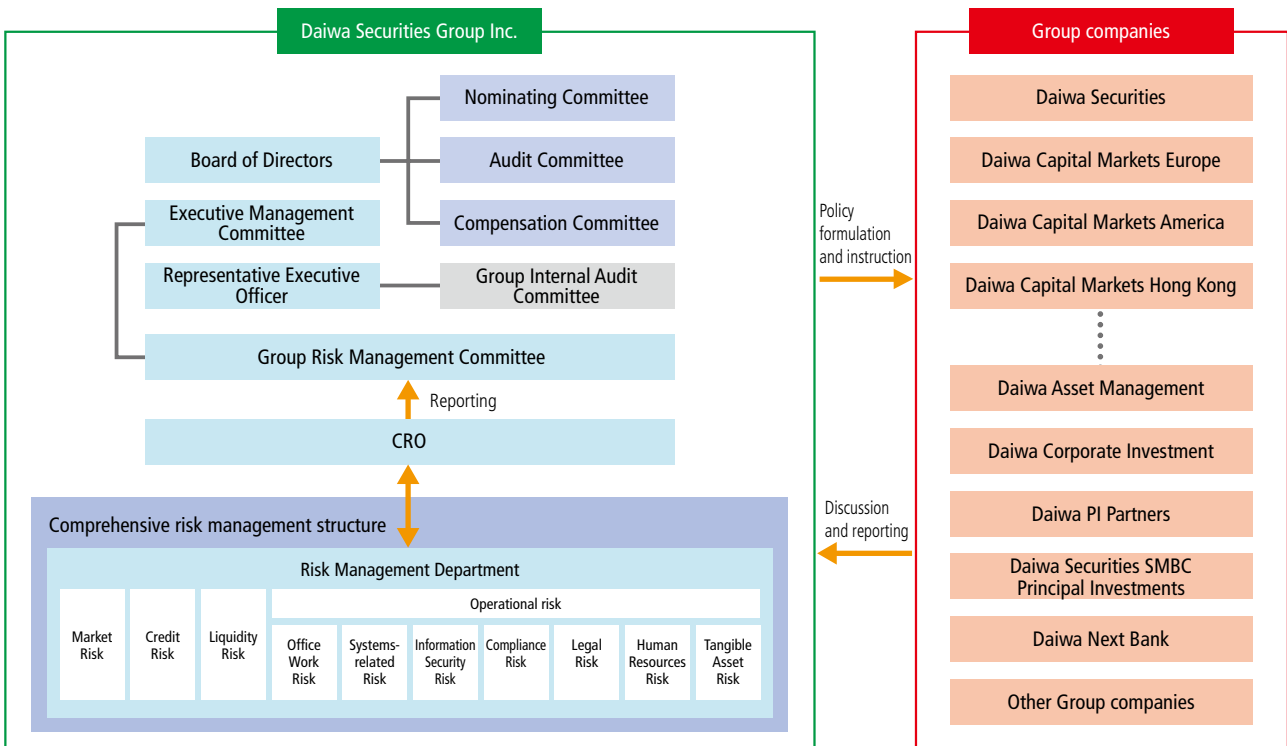 Daiwa Securities Group Inc.
Nominating Committee
Board of Directors
Audit Committee
Executive Management
Committee
Compensation Committee
Representative Executive
Officer
Group Internal Audit
Committee
Group Risk Management Committee
Reporting
CRO
Comprehensive risk management structure
Risk Management Department
Market
Risk
Credit
Risk
Liquidity
Risk
Operational risk
Office
Work
Risk
Systems-
related
Risk
Information
Security
Risk
Compliance
Risk
Legal
Risk
Human
Resources
Risk
Tangible
Asset
Risk
Policy
formulation
and instruction
Discussion
and reporting
Group companies
Daiwa Securities
Daiwa Capital Markets Europe
Daiwa Capital Markets America
Daiwa Capital Markets Hong Kong
Daiwa Asset Management
Daiwa Corporate Investment
Daiwa PI Partners
Daiwa Securities SMBC
Principal Investments
Daiwa Next Bank
Other Group companies